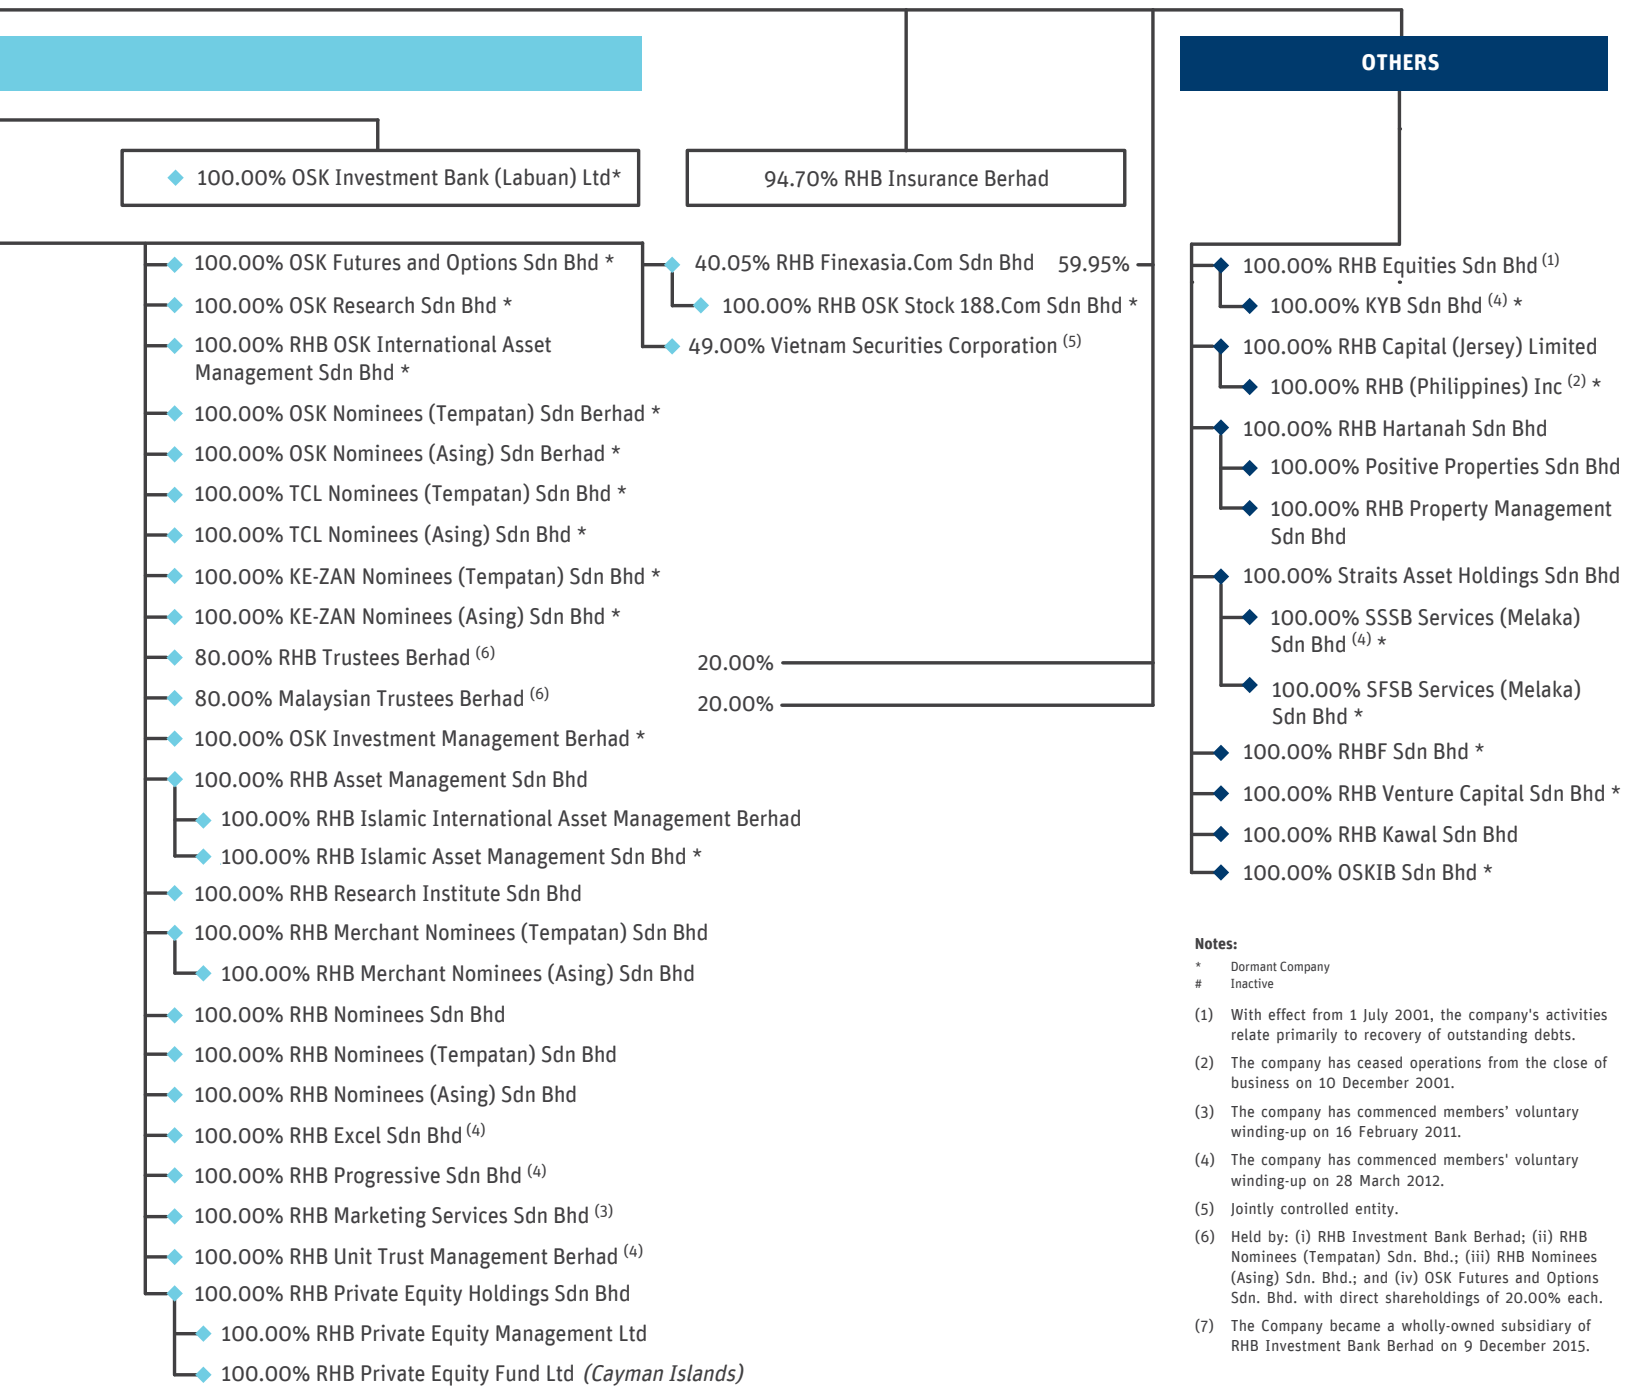 OTHERS
100.00% OSK Investment Bank (Labuan) Ltd*
94.70% RHB Insurance Berhad
100.00% OSK Futures and Options Sdn Bhd *
100.00% OSK Research Sdn Bhd *
100.00% RHB OSK International Asset
Management Sdn Bhd *
100.00% OSK Nominees (Tempatan) Sdn Berhad *
100.00% OSK Nominees (Asing) Sdn Berhad *
100.00% TCL Nominees (Tempatan) Sdn Bhd *
100.00% TCL Nominees (Asing) Sdn Bhd *
100.00% KE-ZAN Nominees (Tempatan) Sdn Bhd *
100.00% KE-ZAN Nominees (Asing) Sdn Bhd *
80.00% RHB Trustees Berhad (6)
20.00%
80.00% Malaysian Trustees Berhad (6)
20.00%
100.00% OSK Investment Management Berhad *
100.00% RHB Asset Management Sdn Bhd
100.00% RHB Islamic International Asset Management Berhad
100.00% RHB Islamic Asset Management Sdn Bhd *
100.00% RHB Research Institute Sdn Bhd
100.00% RHB Merchant Nominees (Tempatan) Sdn Bhd
100.00% RHB Merchant Nominees (Asing) Sdn Bhd
100.00% RHB Nominees Sdn Bhd
100.00% RHB Nominees (Tempatan) Sdn Bhd
100.00% RHB Nominees (Asing) Sdn Bhd
100.00% RHB Excel Sdn Bhd (4)
100.00% RHB Progressive Sdn Bhd (4)
100.00% RHB Marketing Services Sdn Bhd (3)
100.00% RHB Unit Trust Management Berhad (4)
100.00% RHB Private Equity Holdings Sdn Bhd
100.00% RHB Private Equity Management Ltd
100.00% RHB Private Equity Fund Ltd (Cayman Islands)
40.05% RHB Finexasia.Com Sdn Bhd 59.95%
100.00% RHB OSK Stock 188.Com Sdn Bhd *
49.00% Vietnam Securities Corporation (5)
100.00% RHB Equities Sdn Bhd (1)
100.00% KYB Sdn Bhd (4) *
100.00% RHB Capital (Jersey) Limited
100.00% RHB (Philippines) Inc (2) *
100.00% RHB Hartanah Sdn Bhd
100.00% Positive Properties Sdn Bhd
100.00% RHB Property Management
Sdn Bhd
100.00% Straits Asset Holdings Sdn Bhd
100.00% SSSB Services (Melaka)
Sdn Bhd (4) *
100.00% SFSB Services (Melaka)
Sdn Bhd *
100.00% RHBF Sdn Bhd *
100.00% RHB Venture Capital Sdn Bhd *
100.00% RHB Kawal Sdn Bhd
100.00% OSKIB Sdn Bhd *
Notes:
* Dormant Company
# Inactive
(1) With effect from 1 July 2001, the company's activities
relate primarily to recovery of outstanding debts.
(2) The company has ceased operations from the close of
business on 10 December 2001.
(3) The company has commenced members’ voluntary
winding-up on 16 February 2011.
(4) The company has commenced members' voluntary
winding-up on 28 March 2012.
(5) Jointly controlled entity.
(6) Held by: (i) RHB Investment Bank Berhad; (ii) RHB
Nominees (Tempatan) Sdn. Bhd.; (iii) RHB Nominees
(Asing) Sdn. Bhd.; and (iv) OSK Futures and Options
Sdn. Bhd. with direct shareholdings of 20.00% each.
(7) The Company became a wholly-owned subsidiary of
RHB Investment Bank Berhad on 9 December 2015.